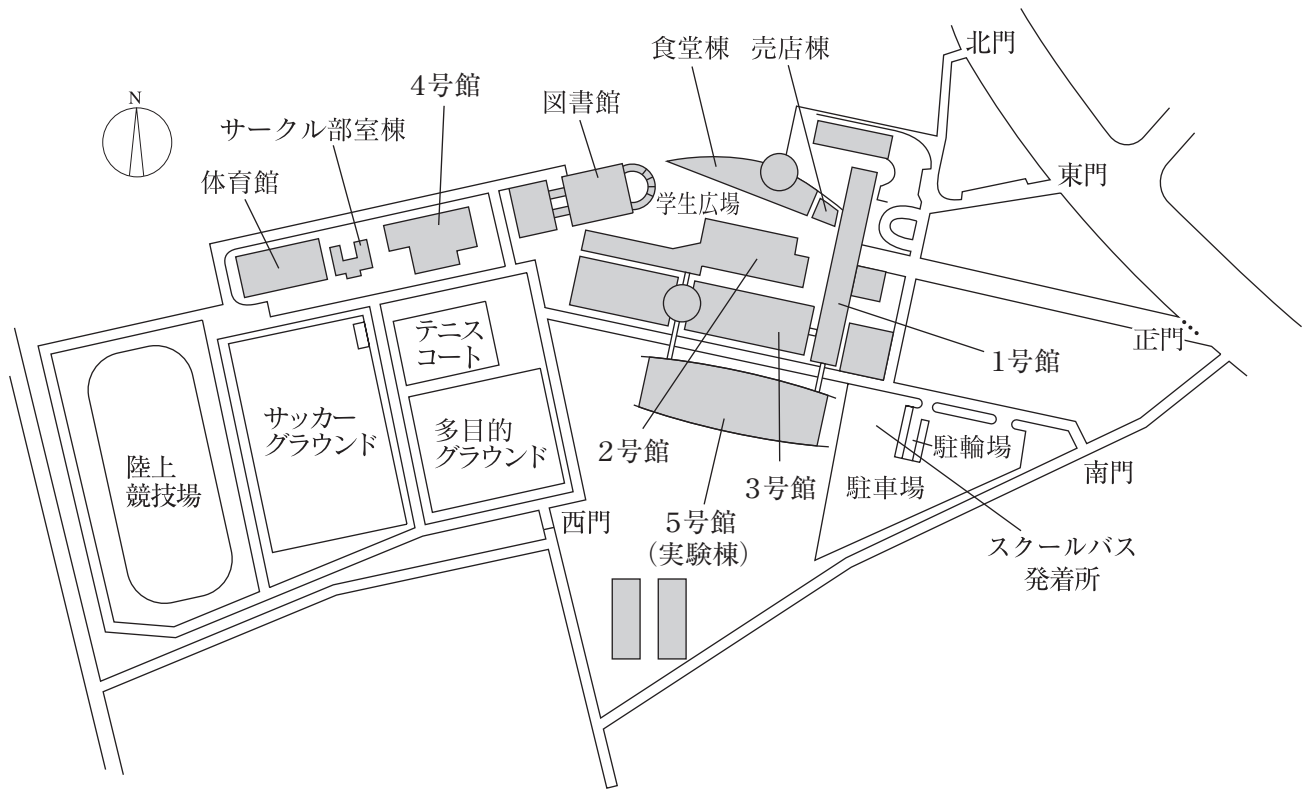 北門
食堂棟
売店棟
4号館
図書館
N
サークル部室棟
体育館
東門
学生広場
テニス
コート
正門
1号館
サッカー
グラウンド
多目的
グラウンド
2号館
駐輪場
陸上
競技場
3号館
駐車場
南門
西門
5号館
(実験棟)
スクールバス
発着所